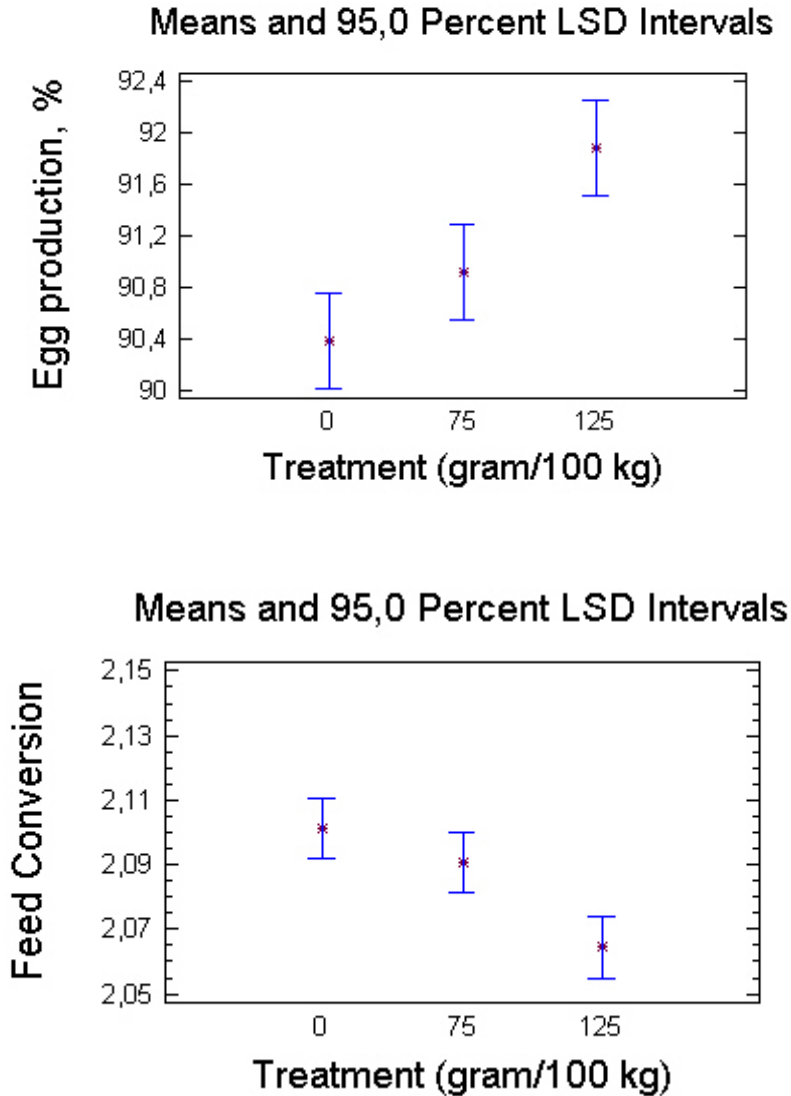 Means and 95,0 Percent LSD Intervals
Egg production, %
92,4
92
91,6
91,2
90,8
90,4
90
0 75 125
Treatment (gram/100 kg)
Means and 95,0 Percent LSD Intervals
Feed Conversion
2,15
2,13
2,11
2,09
2,07
2,05
0 75 125
Treatment (gram/100 kg)